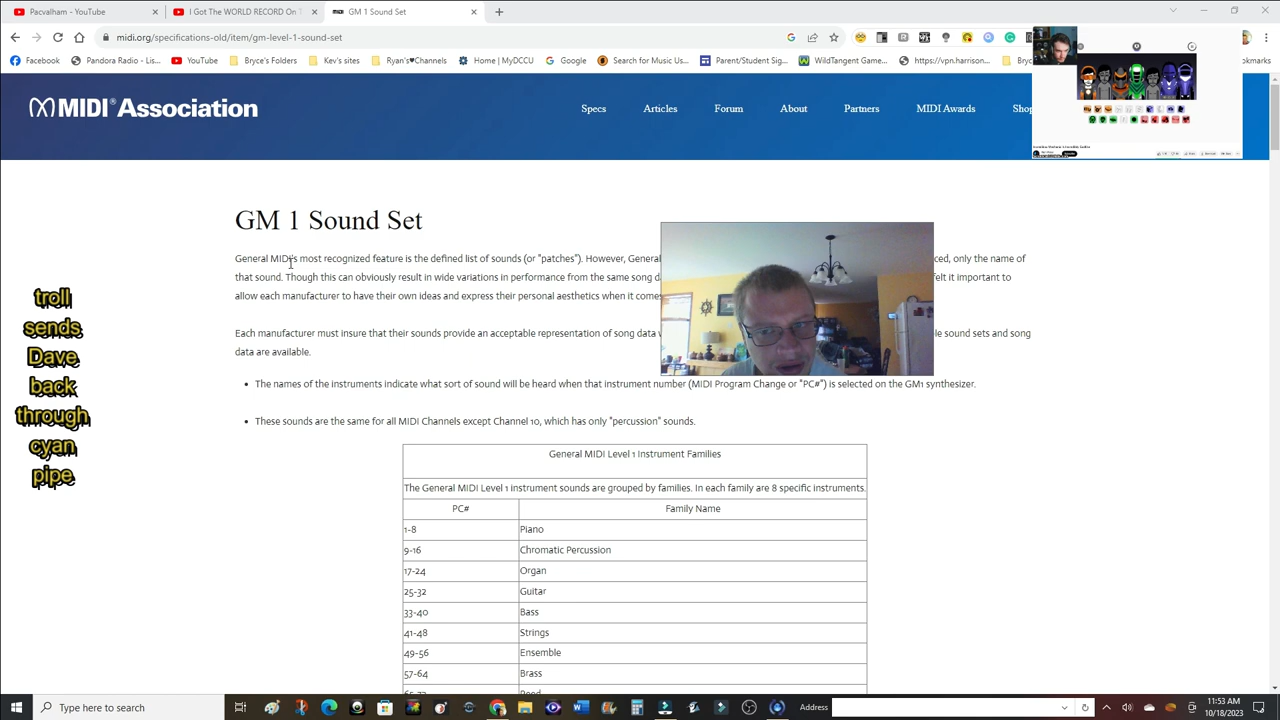 Pacvalham - YouTube
I Got The WORLD RECORD On T
GM 1 Sound Set
midi.org/specifications-old/item/gm-level-1-sound-set
Facebook
Pandora Radio - Lis...
YouTube
Bryce's Folders
Kev's sites
Ryan's♥Channels
Home | MyDCCU
Google
Search for Music Us...
Parent/Student Sig...
https://vpn.harrison...
Bryc
okmarks
MIDI® Association
Specs
Articles
Forum
About
Partners
MIDI Awards
Shop
GM 1 Sound Set
General MIDI's most recognized feature is the defined list of sounds (or "patches"). However, General
ced, only the name of
that sound. Though this can obviously result in wide variations in performance from the same song da
felt it important to
allow each manufacturer to have their own ideas and express their personal aesthetics when it comes
Each manufacturer must insure that their sounds provide an acceptable representation of song data
le sound sets and song
data are available.
• The names of the instruments indicate what sort of sound will be heard when that instrument number (MIDI Program Change or "PC#") is selected on the GM1 synthesizer.
• These sounds are the same for all MIDI Channels except Channel 10, which has only "percussion" sounds.
General MIDI Level 1 Instrument Families
The General MIDI Level 1 instrument sounds are grouped by families. In each family are 8 specific instruments.
PC# Family Name
1-8 Piano
9-16 Chromatic Percussion
17-24 Organ
25-32 Guitar
33-40 Bass
41-48 Strings
49-56 Ensemble
57-64 Brass
65-72 Reed
troll
sends
Dave
back
through
cyan
pipe
Type here to search
Address
11:53 AM
10/18/2023